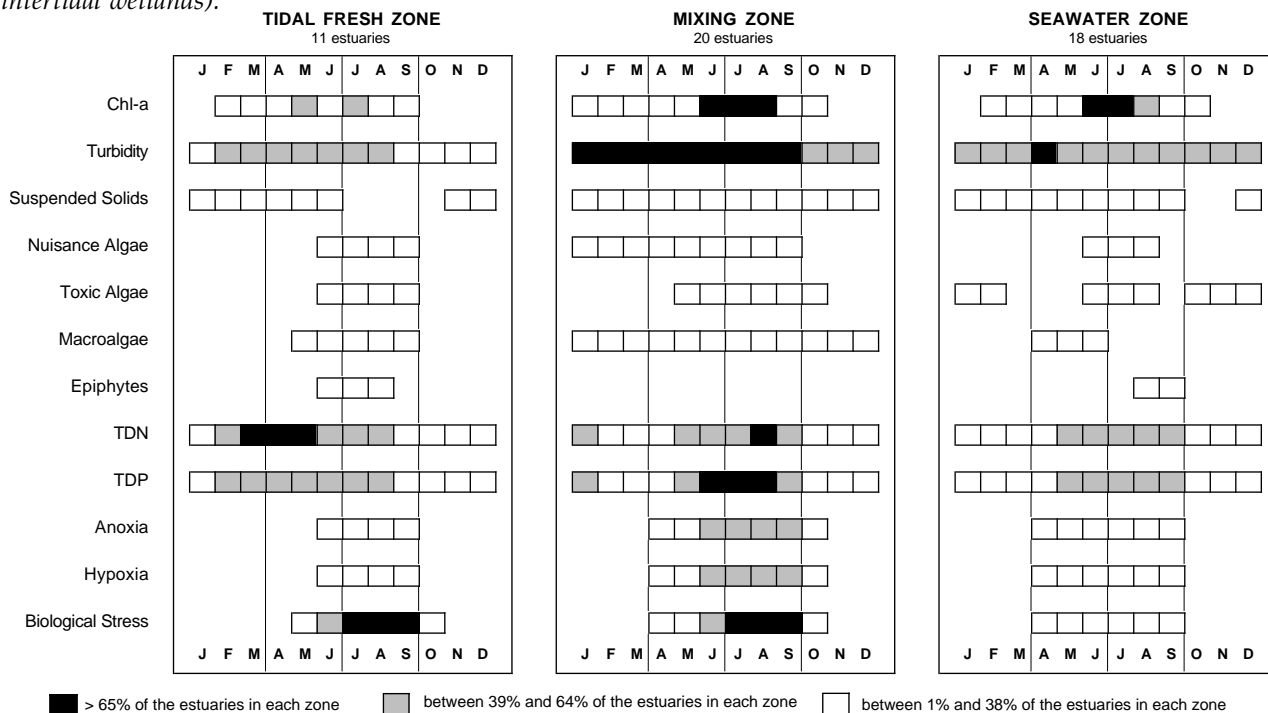 intertidal wetlands).
TIDAL FRESH ZONE MIXING ZONE SEAWATER ZONE
11 estuaries 20 estuaries 18 estuaries
J F M A M J J A S O N D J F M A M J J A S O N D J F M A M J J A S O N D
Chl-a
Turbidity
Suspended Solids
Nuisance Algae
Toxic Algae
Macroalgae
Epiphytes
TDN
TDP
Anoxia
Hypoxia
Biological Stress
J F M A M J J A S O N D J F M A M J J A S O N D J F M A M J J A S O N D
> 65% of the estuaries in each zone between 39% and 64% of the estuaries in each zone between 1% and 38% of the estuaries in each zone